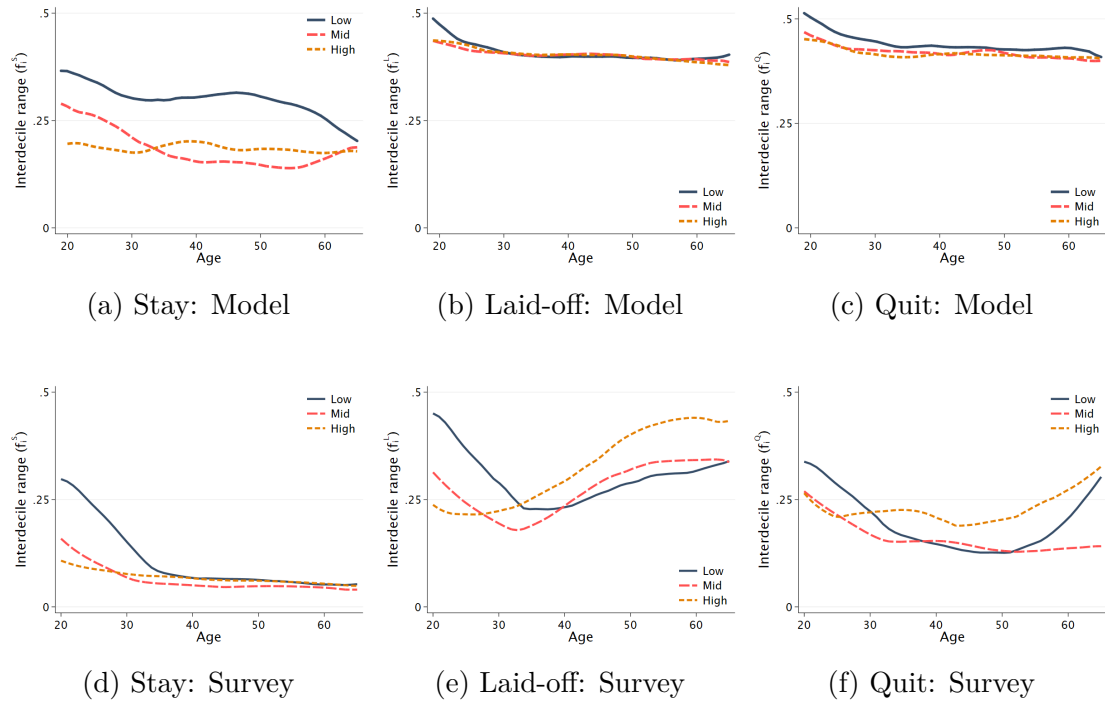 .5
.25
0
Interdecile range (f_i^S)
Low
Mid
High
20 30 40 50 60
Age
(a) Stay: Model
.5
.25
0
Interdecile range (f_i^L)
Low
Mid
High
20 30 40 50 60
Age
(b) Laid-off: Model
.5
.25
0
Interdecile range (f_i^Q)
Low
Mid
High
20 30 40 50 60
Age
(c) Quit: Model
.5
.25
0
Interdecile range (f_i^S)
Low
Mid
High
20 30 40 50 60
Age
(d) Stay: Survey
.5
.25
0
Interdecile range (f_i^L)
Low
Mid
High
20 30 40 50 60
Age
(e) Laid-off: Survey
.5
.25
0
Interdecile range (f_i^Q)
Low
Mid
High
20 30 40 50 60
Age
(f) Quit: Survey